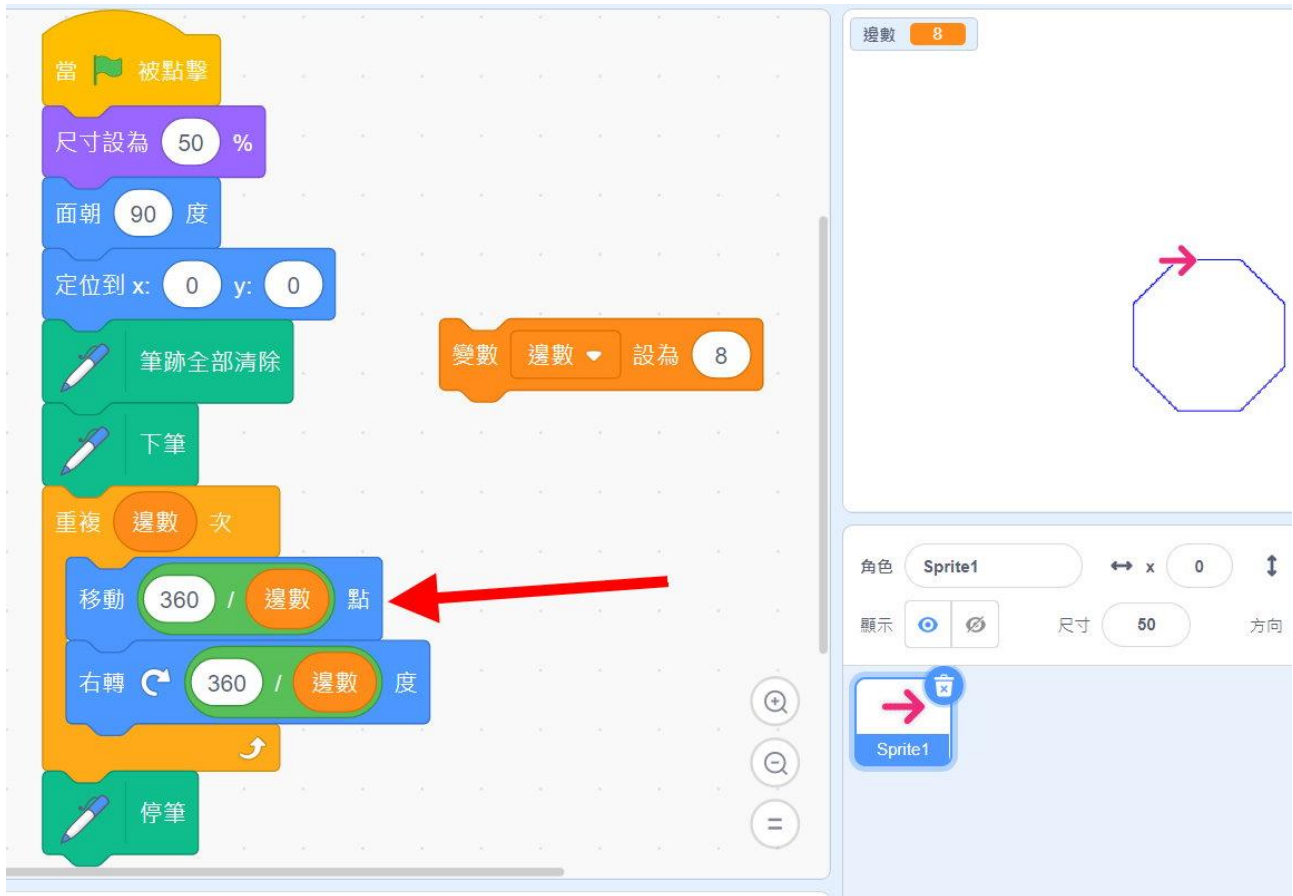 當 被點擊
尺寸設為 50 %
面朝 90 度
定位到 x: 0 y: 0
筆跡全部清除
下筆
重複 邊數 次
移動 360 / 邊數 點
右轉 360 / 邊數 度
停筆
變數 邊數 設為 8
邊數 8
角色 Sprite1 x 0
顯示 尺寸 50 方向
Sprite1